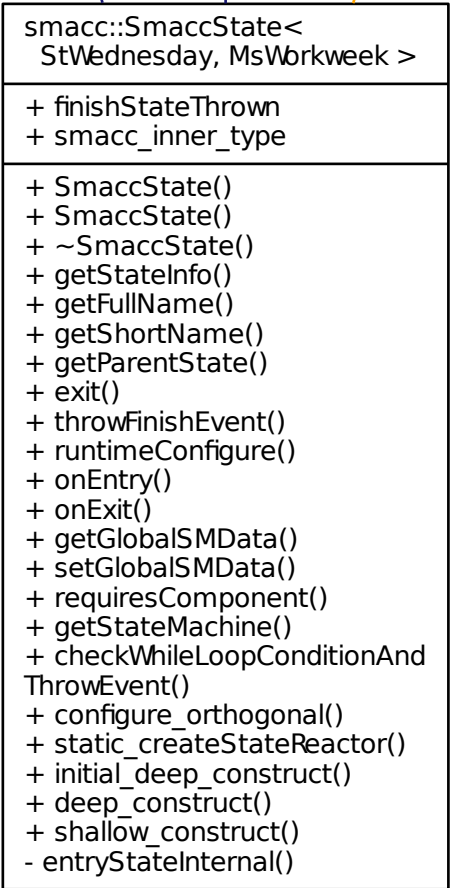 smacc::SmaccState<
StWednesday, MsWorkweek >
+ finishStateThrown
+ smacc_inner_type
+ SmaccState()
+ SmaccState()
+ ~SmaccState()
+ getStateInfo()
+ getFullName()
+ getShortName()
+ getParentState()
+ exit()
+ throwFinishEvent()
+ runtimeConfigure()
+ onEntry()
+ onExit()
+ getGlobalSMData()
+ setGlobalSMData()
+ requiresComponent()
+ getStateMachine()
+ checkWhileLoopConditionAnd
ThrowEvent()
+ configure_orthogonal()
+ static_createStateReactor()
+ initial_deep_construct()
+ deep_construct()
+ shallow_construct()
- entryStateInternal()